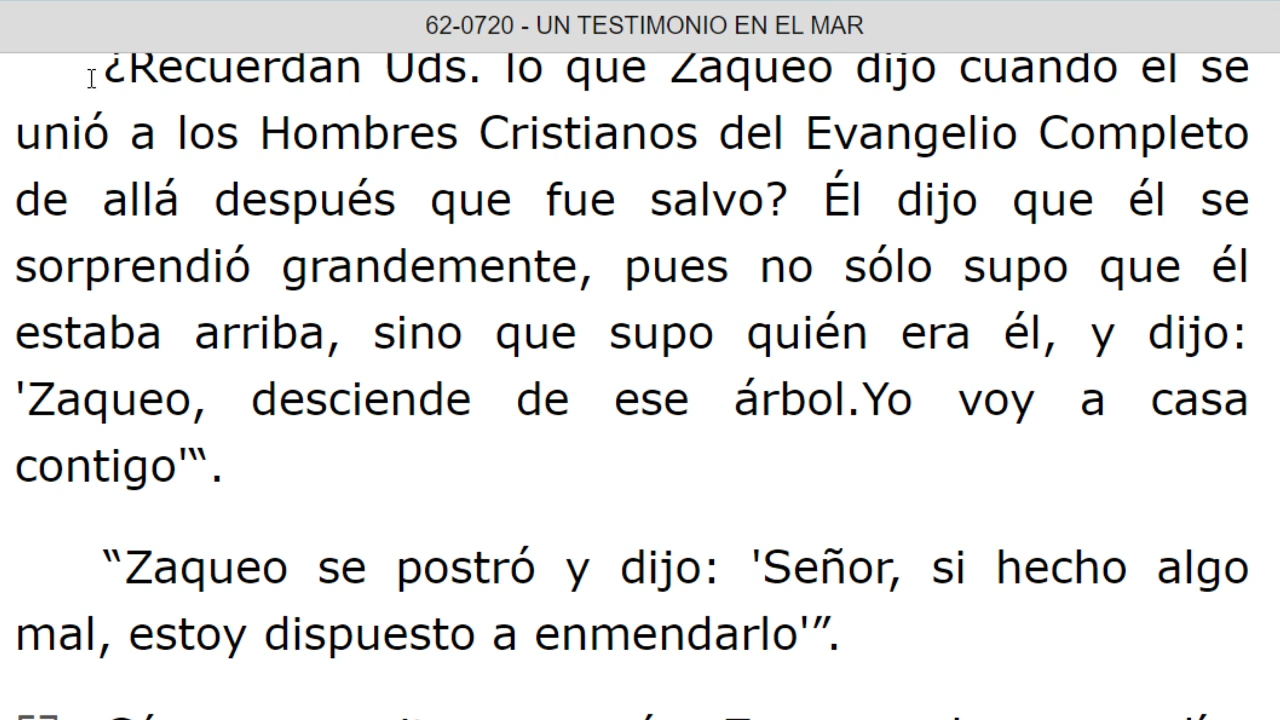 62-0720 - UN TESTIMONIO EN EL MAR
¿Recuerdan Uds. lo que Zaqueo dijo cuando él se
unió a los Hombres Cristianos del Evangelio Completo
de allá después que fue salvo? Él dijo que él se
sorprendió grandemente, pues no sólo supo que él
estaba arriba, sino que supo quién era él, y dijo:
'Zaqueo, desciende de ese árbol.Yo voy a casa
contigo'“.
“Zaqueo se postró y dijo: 'Señor, si hecho algo
mal, estoy dispuesto a enmendarlo'”.
57